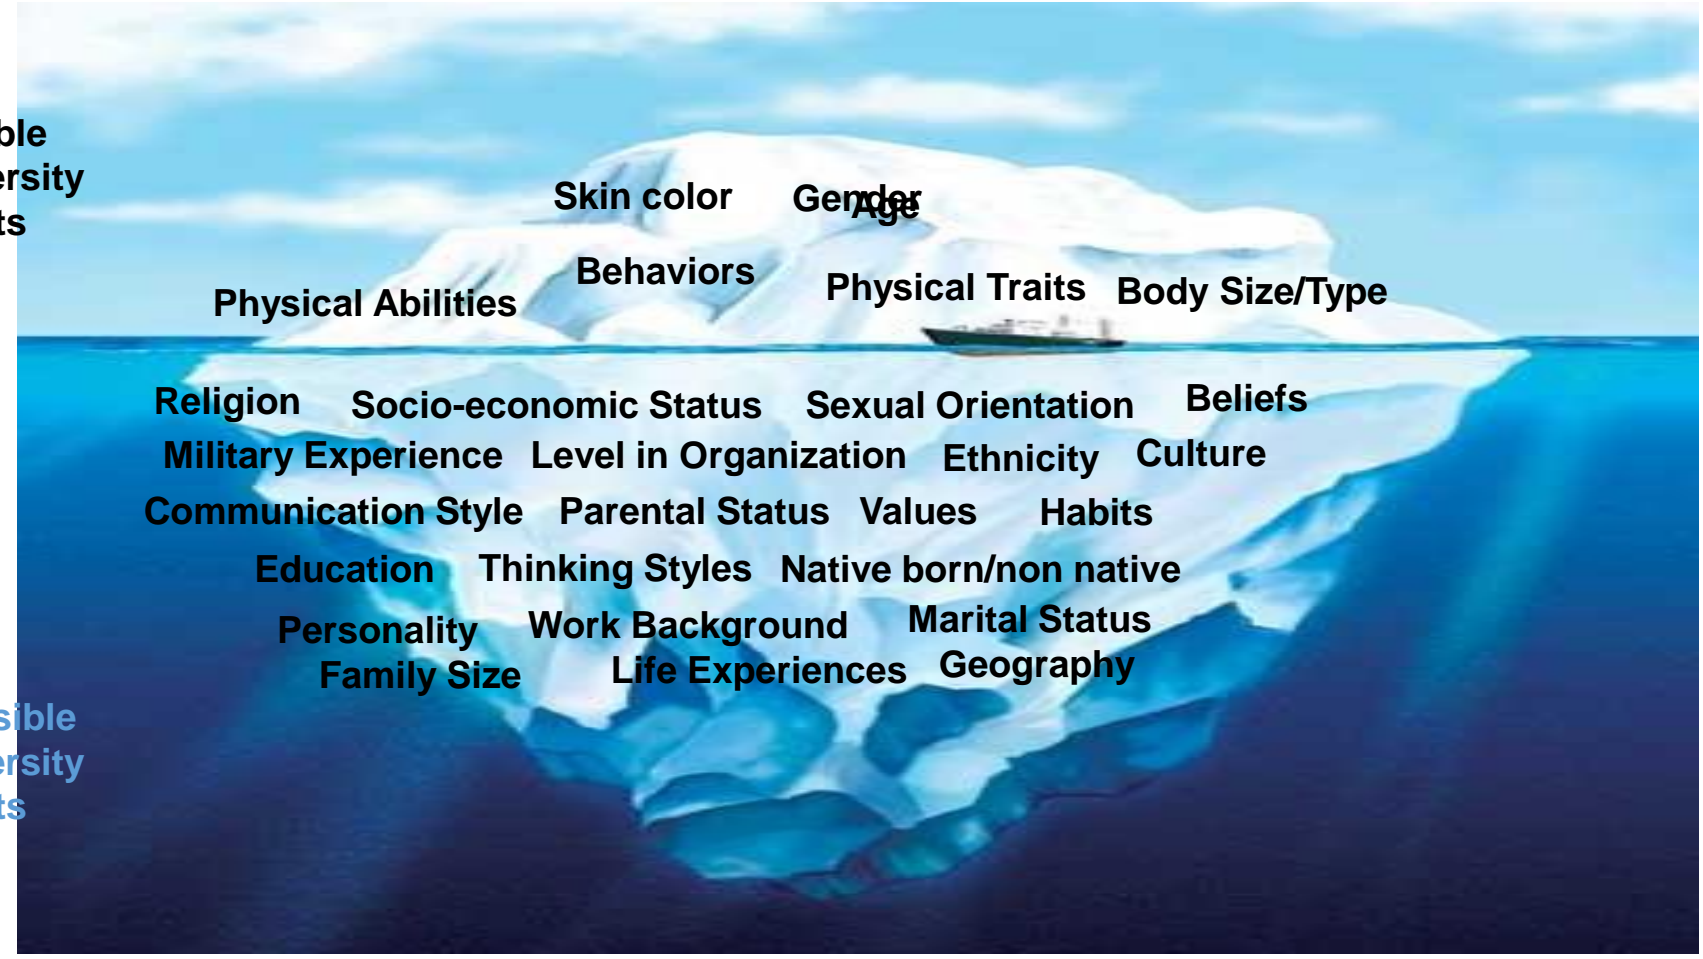 ble
ersity
ts
Skin color Gender
Age
Behaviors
Physical Abilities Physical Traits Body Size/Type
Religion Socio-economic Status Sexual Orientation Beliefs
Military Experience Level in Organization Ethnicity Culture
Communication Style Parental Status Values Habits
Education Thinking Styles Native born/non native
Personality Work Background Marital Status
Family Size Life Experiences Geography
sible
ersity
ts